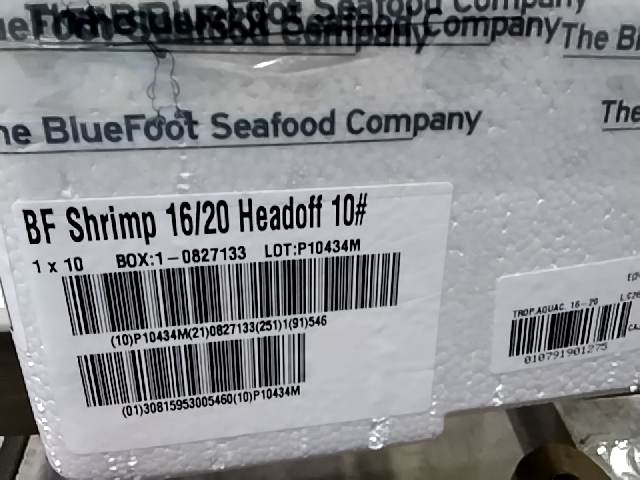 Seafood Company
The Bl
The BlueFoot Seafood Company
The
BF Shrimp 16/20 Headoff 10#
1 x 10 BOX:1-0827133 LOT:P10434M
(10)P10434M(21)0827133(251)1(91)546
(01)30815953005460(10)P10434M
TROP.AQUAC. 16-20
010791901275